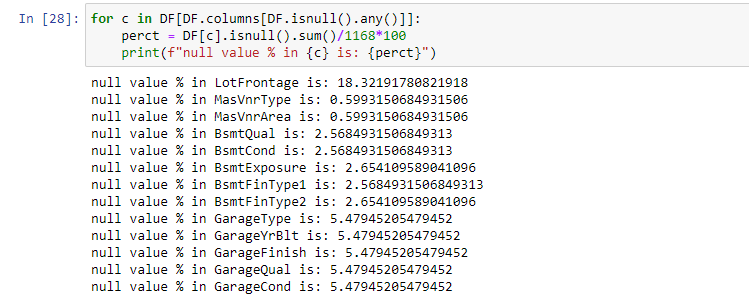 In [28]: for c in DF[DF.columns[DF.isnull().any()]]:
    perct = DF[c].isnull().sum()/1168*100
    print(f"null value % in {c} is: {perct}")
null value % in LotFrontage is: 18.32191780821918
null value % in MasVnrType is: 0.5993150684931506
null value % in MasVnrArea is: 0.5993150684931506
null value % in BsmtQual is: 2.5684931506849313
null value % in BsmtCond is: 2.5684931506849313
null value % in BsmtExposure is: 2.654109589041096
null value % in BsmtFinType1 is: 2.5684931506849313
null value % in BsmtFinType2 is: 2.654109589041096
null value % in GarageType is: 5.47945205479452
null value % in GarageYrBlt is: 5.47945205479452
null value % in GarageFinish is: 5.47945205479452
null value % in GarageQual is: 5.47945205479452
null value % in GarageCond is: 5.47945205479452